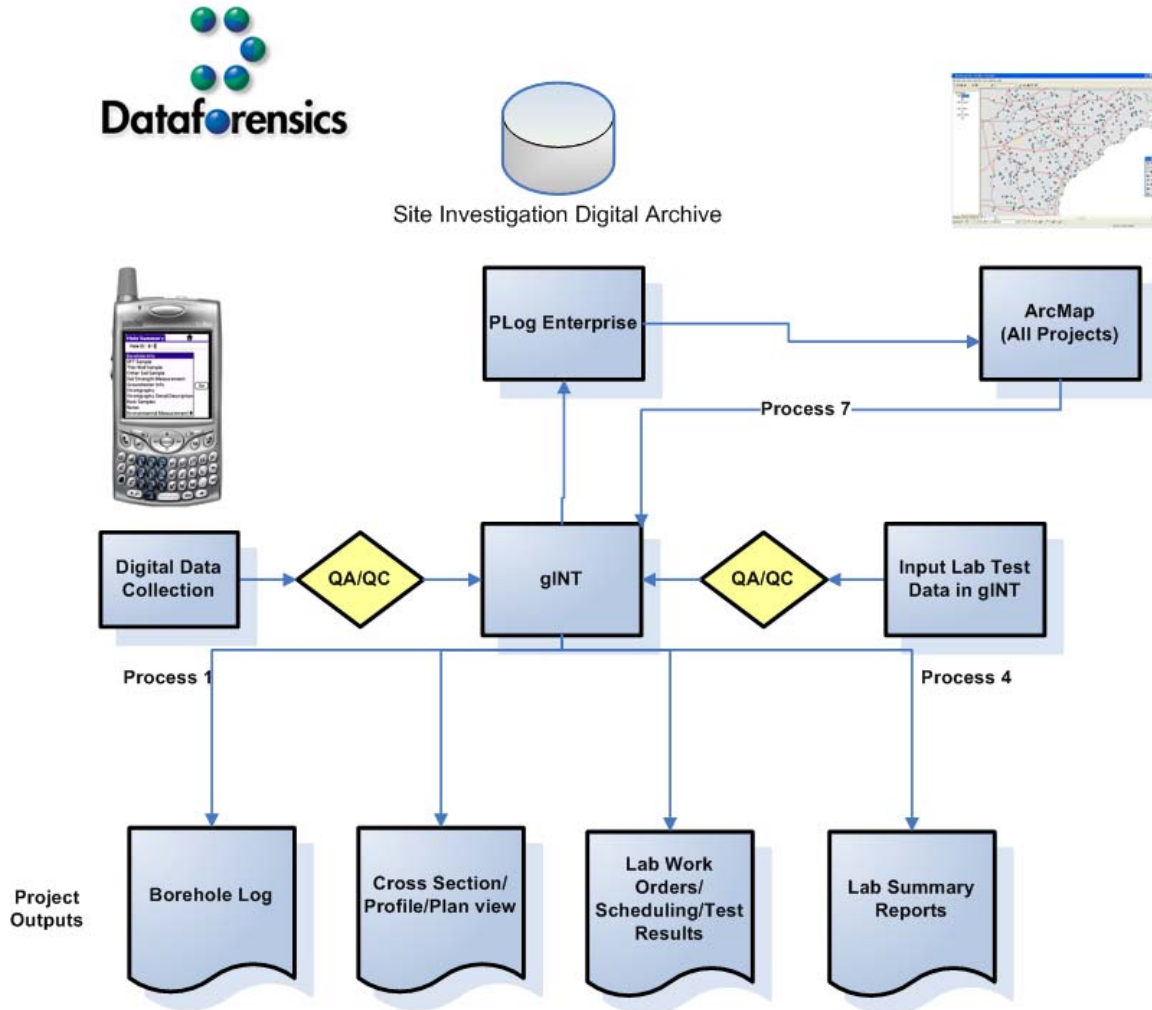 Dataforensics
Site Investigation Digital Archive
PLog Enterprise
ArcMap
(All Projects)
Process 7
Hole Summary
Digital Data
Collection
QA/QC
gINT
QA/QC
Input Lab Test
Data in gINT
Process 1
Process 4
Project
Outputs
Borehole Log
Cross Section/
Profile/Plan view
Lab Work
Orders/
Scheduling/Test
Results
Lab Summary
Reports